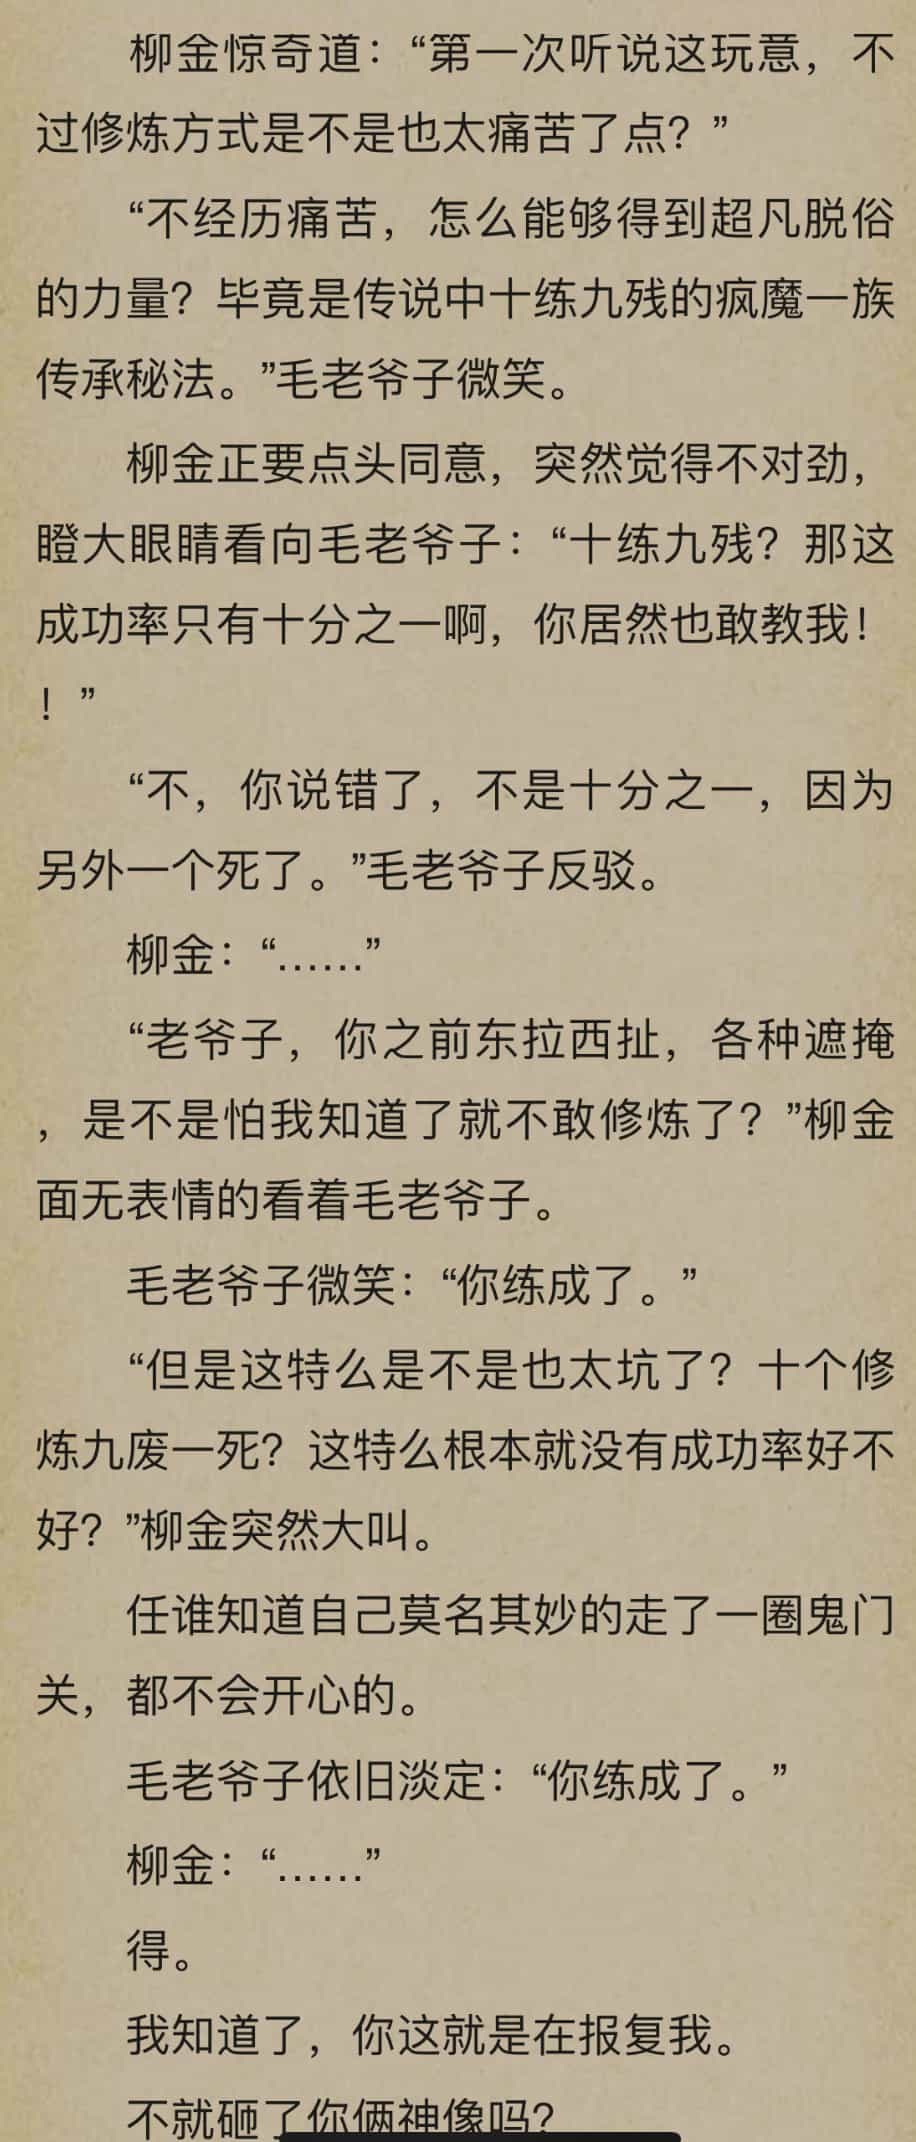 柳金惊奇道：“第一次听说这玩意，不
过修炼方式是不是也太痛苦了点？”
“不经历痛苦，怎么能够得到超凡脱俗
的力量？毕竟是传说中十练九残的疯魔一族
传承秘法。”毛老爷子微笑。
柳金正要点头同意，突然觉得不对劲，
瞪大眼睛看向毛老爷子：“十练九残？那这
成功率只有十分之一啊，你居然也敢教我！
！”
“不，你说错了，不是十分之一，因为
另外一个死了。”毛老爷子反驳。
柳金：“……”
“老爷子，你之前东拉西扯，各种遮掩
，是不是怕我知道了就不敢修炼了？”柳金
面无表情的看着毛老爷子。
毛老爷子微笑：“你练成了。”
“但是这特么是不是也太坑了？十个修
炼九废一死？这特么根本就没有成功率好不
好？”柳金突然大叫。
任谁知道自己莫名其妙的走了一圈鬼门
关，都不会开心的。
毛老爷子依旧淡定：“你练成了。”
柳金：“……”
得。
我知道了，你这就是在报复我。
不就砸了你俩神像吗？